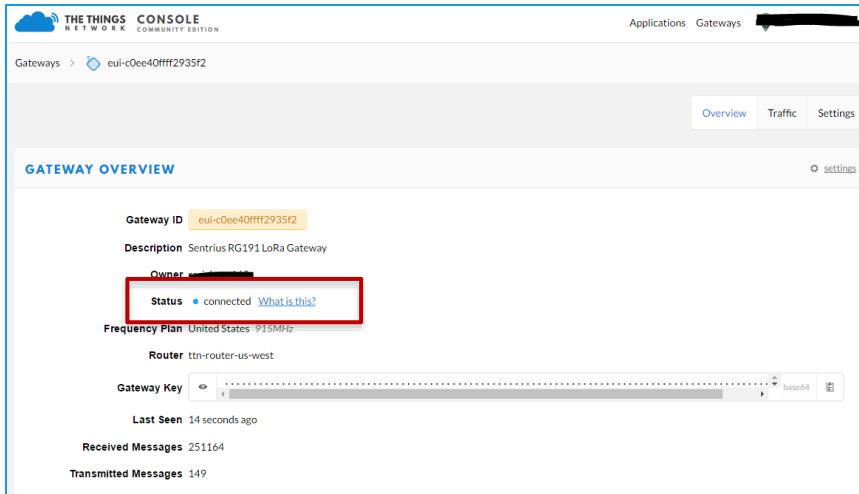 THE THINGS CONSOLE
NETWORK COMMUNITY EDITION
Applications Gateways
Gateways > eui-c0ee40ffff2935f2
Overview Traffic Settings
GATEWAY OVERVIEW settings
Gateway ID eui-c0ee40ffff2935f2
Description Sentrius RG191 LoRa Gateway
Owner
Status connected What is this?
Frequency Plan United States 915MHz
Router ttn-router-us-west
Gateway Key base64
Last Seen 14 seconds ago
Received Messages 251164
Transmitted Messages 149